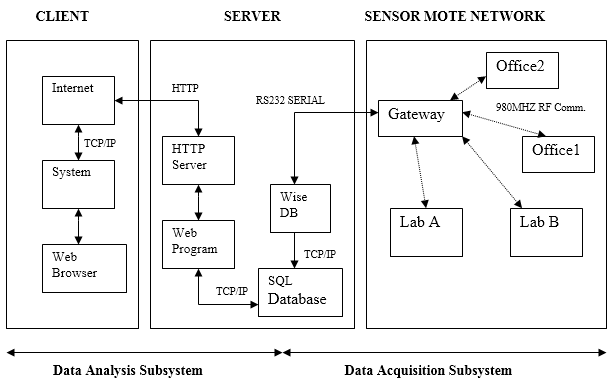 CLIENT
SERVER
SENSOR MOTE NETWORK
Internet
TCP/IP
System
Web
Browser
HTTP
HTTP
Server
Web
Program
TCP/IP
RS232 SERIAL
Wise
DB
TCP/IP
SQL
Database
Gateway
Office2
980MHZ RF Comm.
Office1
Lab A
Lab B
Data Analysis Subsystem
Data Acquisition Subsystem